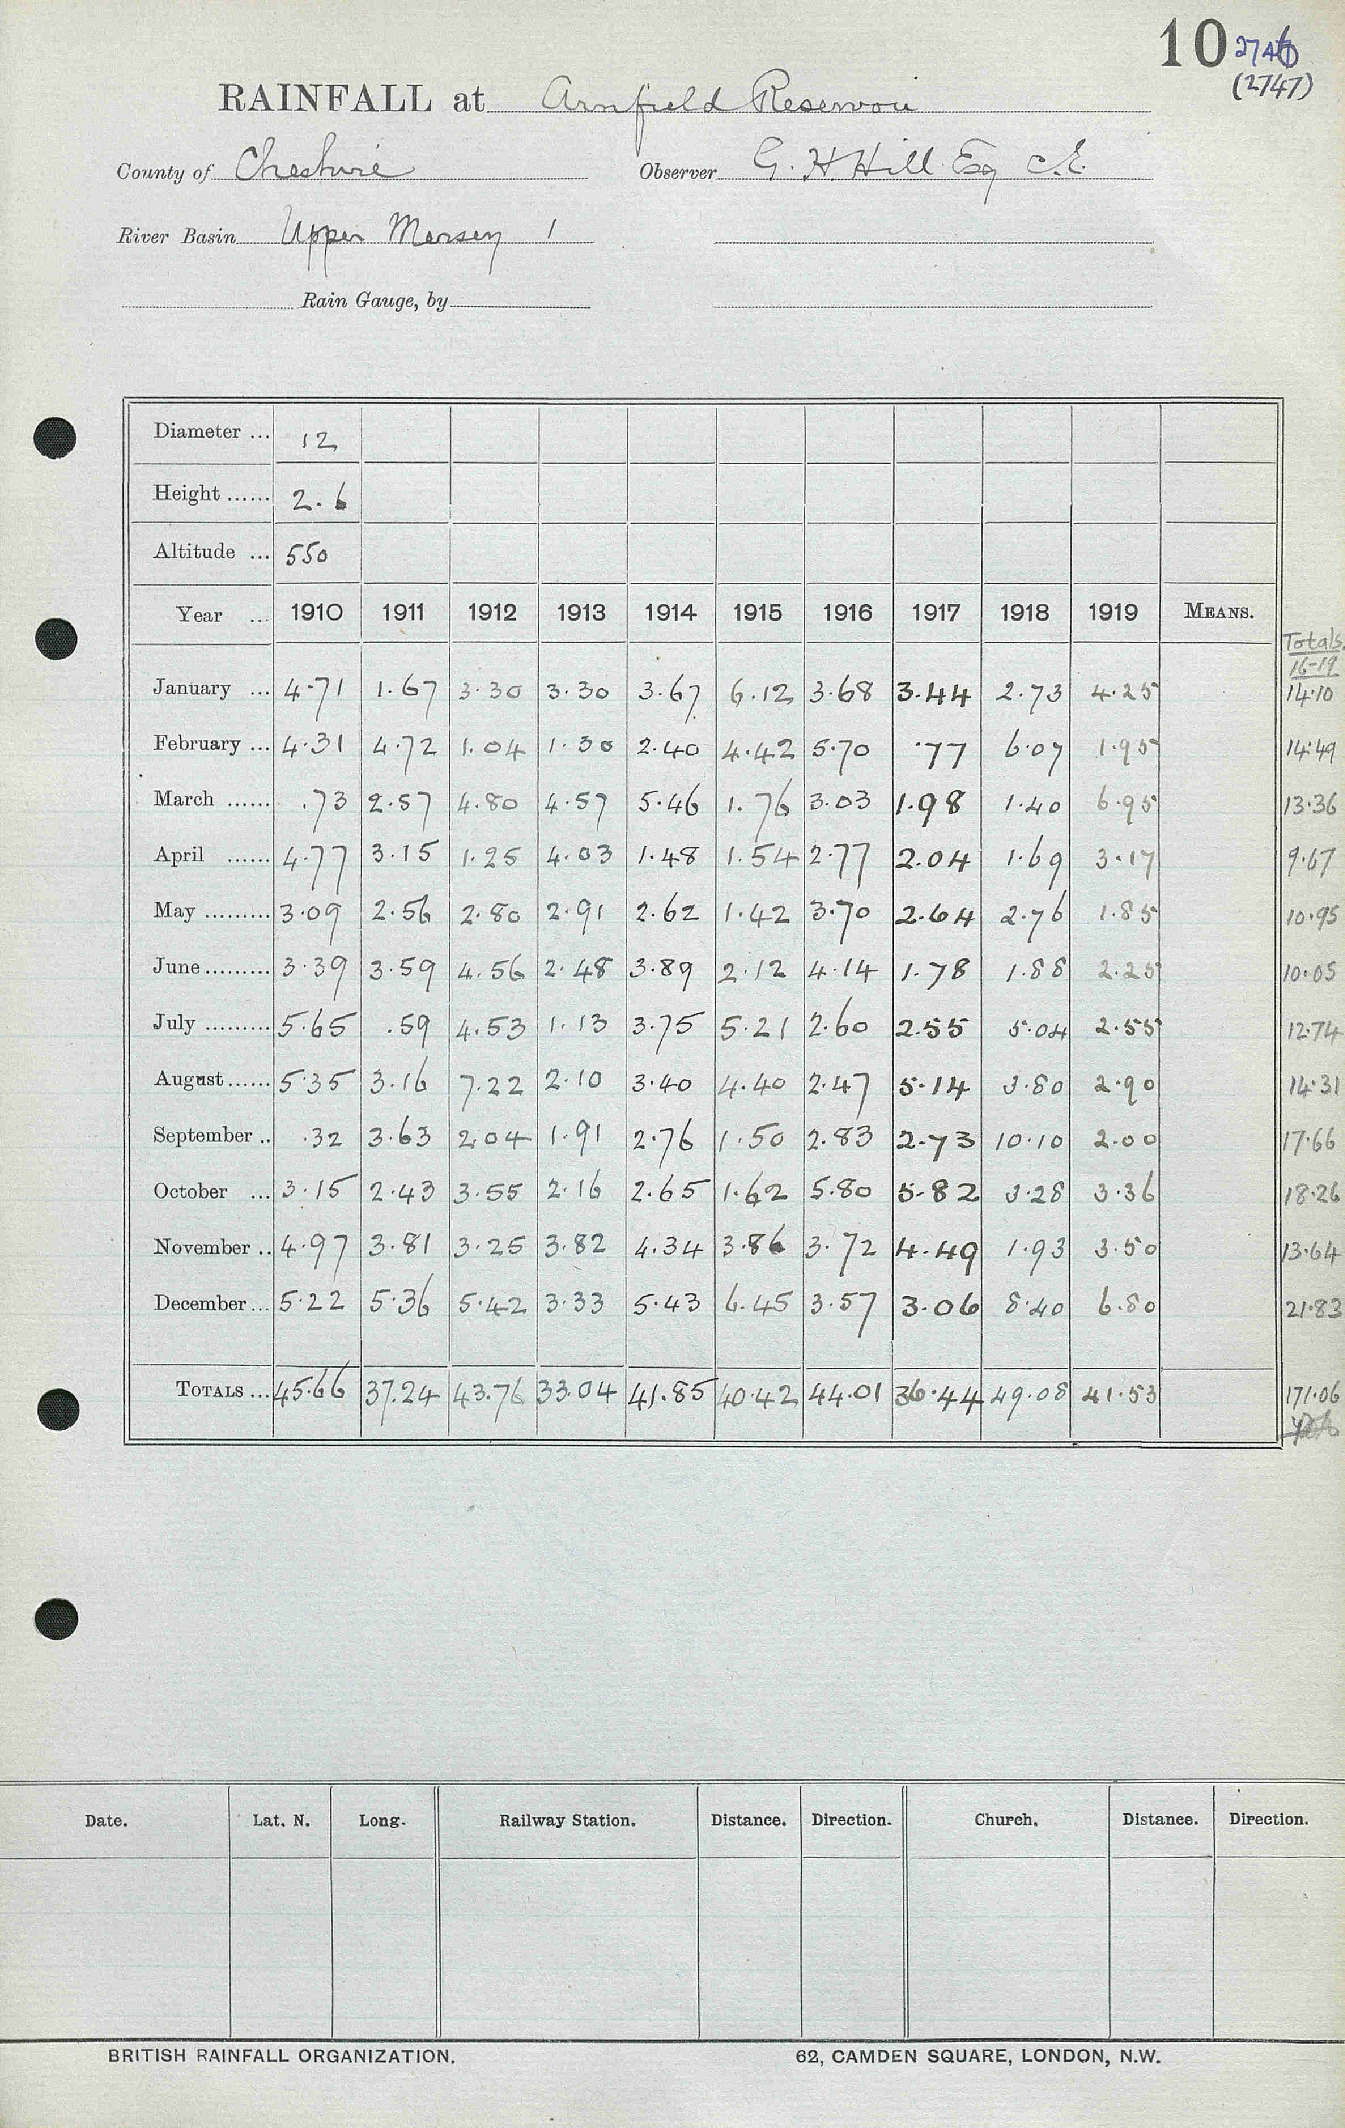 10 2746
(2747)
RAINFALL at Arnfield Reservoir
County of Cheshire Observer G. H. Hill Esq C.E.
River Basin Upper Mersey 1
Rain Gauge, by
Diameter ... 12
Height ...... 2.6
Altitude ... 550
Year ... 1910 1911 1912 1913 1914 1915 1916 1917 1918 1919 MEANS. Totals
16-19
January ... 4.71 1.67 3.30 3.30 3.67 6.12 3.68 3.44 2.73 4.25 14.10
February ... 4.31 4.72 1.04 1.30 2.40 4.42 5.70 .77 6.07 1.95 14.49
March ...... .73 2.57 4.80 4.57 5.46 1.76 3.03 1.98 1.40 6.95 13.36
April ...... 4.77 3.15 1.25 4.03 1.48 1.54 2.77 2.04 1.69 3.17 9.67
May ......... 3.09 2.56 2.80 2.91 2.62 1.42 3.70 2.64 2.76 1.85 10.95
June ......... 3.39 3.59 4.56 2.48 3.89 2.12 4.14 1.78 1.88 2.25 10.05
July ......... 5.65 .59 4.53 1.13 3.75 5.21 2.60 2.55 5.04 2.55 12.74
August ...... 5.35 3.16 7.22 2.10 3.40 4.40 2.47 5.14 3.80 2.90 14.31
September .. .32 3.63 2.04 1.91 2.76 1.50 2.83 2.73 10.10 2.00 17.66
October ... 3.15 2.43 3.55 2.16 2.65 1.62 5.80 5.82 3.28 3.36 18.26
November .. 4.97 3.81 3.25 3.82 4.34 3.86 3.72 4.49 1.93 3.50 13.64
December ... 5.22 5.36 5.42 3.33 5.43 6.45 3.57 3.06 8.40 6.80 21.83
TOTALS ... 45.66 37.24 43.76 33.04 41.85 40.42 44.01 36.44 49.08 41.53 171.06
Date. Lat. N. Long. Railway Station. Distance. Direction. Church. Distance. Direction.
BRITISH RAINFALL ORGANIZATION. 62, CAMDEN SQUARE, LONDON, N.W.